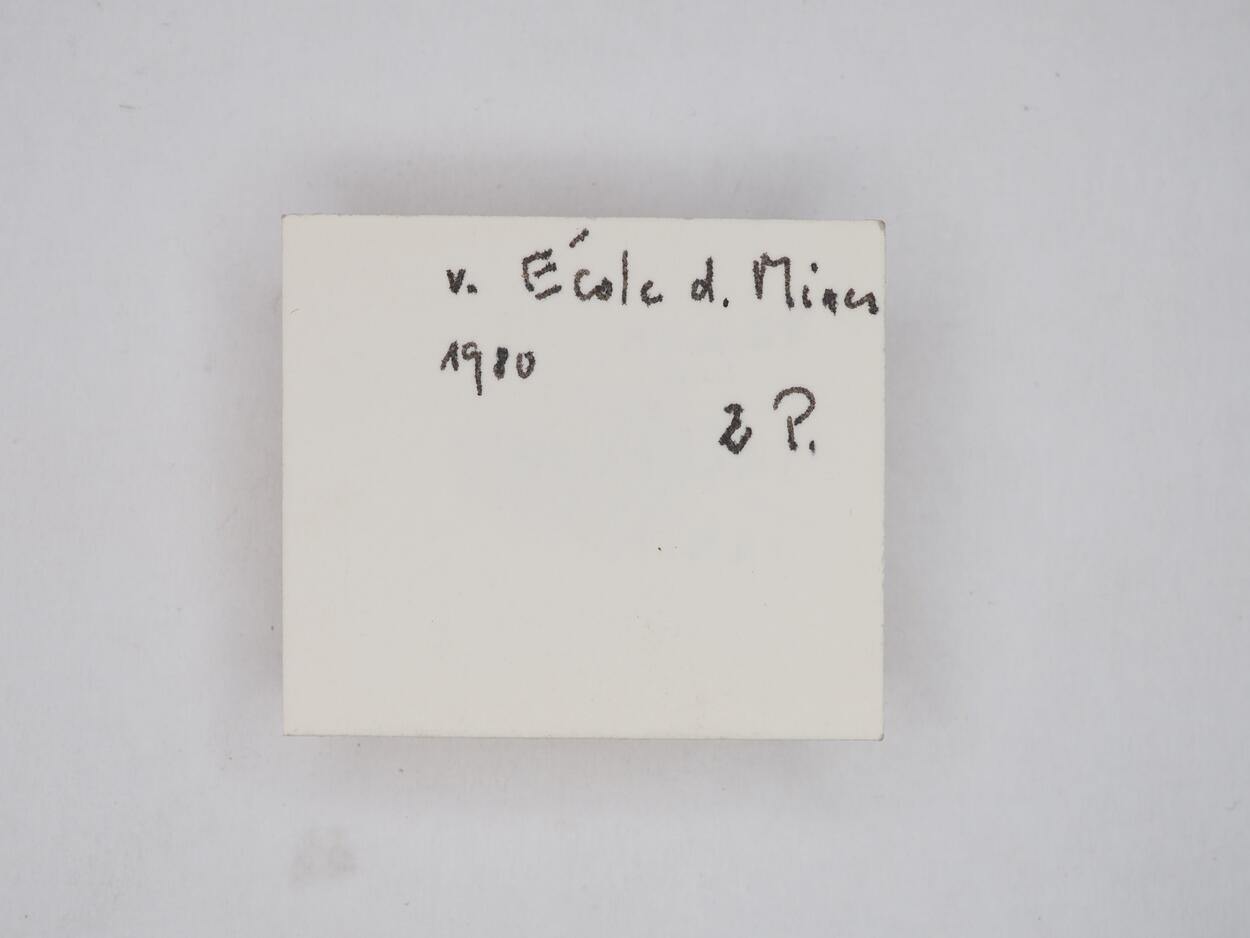 v. École d. Mines
1980
2 P.